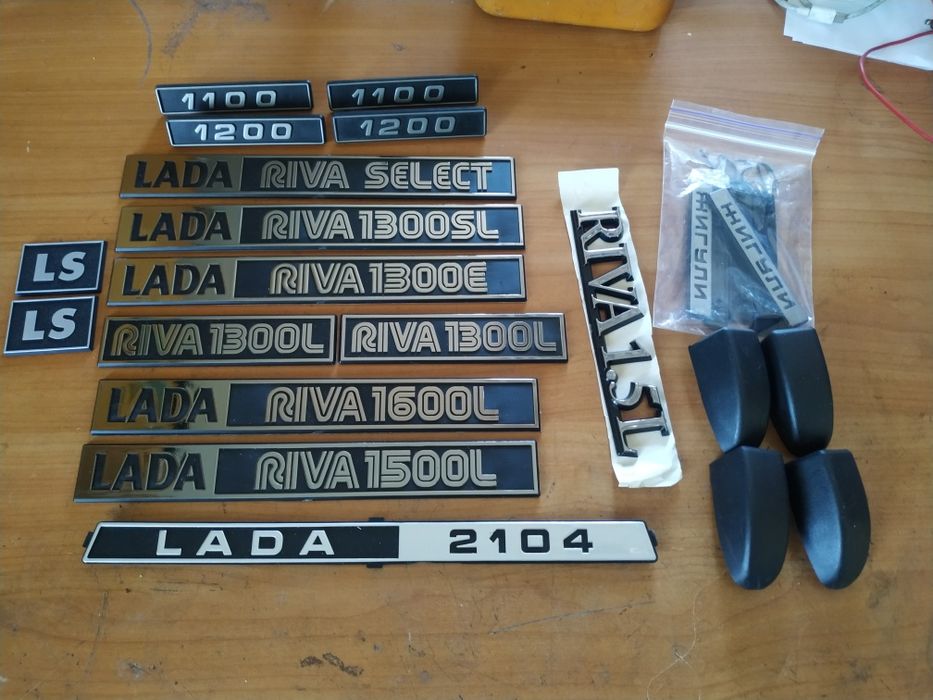 1100
1100
1200
1200
LADA RIVA SELECT
LADA RIVA 1300SL
LS
LADA RIVA 1300E
LS
RIVA 1300L
RIVA 1300L
LADA RIVA 1600L
LADA RIVA 1500L
LADA 2104
RIVA 1.5L